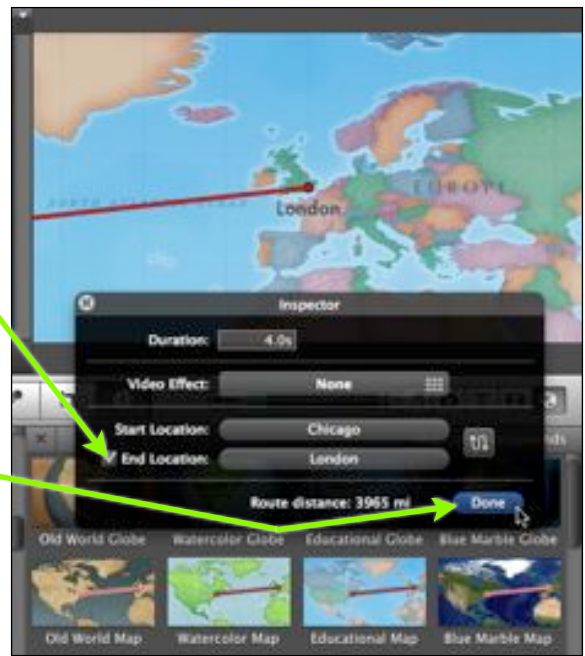 EUROPE
London
Inspector
Duration: 4.0s
Video Effect: None
Start Location: Chicago
End Location: London
Route distance: 3965 mi Done
Old World Globe Watercolor Globe Educational Globe Blue Marble Globe
Old World Map Watercolor Map Educational Map Blue Marble Map